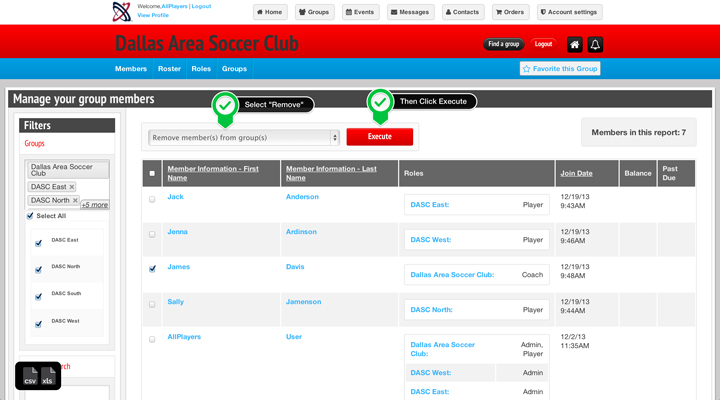 Welcome,AllPlayers | Logout
View Profile
Home
Groups
Events
Messages
Contacts
Orders
Account settings
Dallas Area Soccer Club
Find a group
Logout
Members
Roster
Roles
Groups
Favorite this Group
Manage your group members
Select "Remove"
Then Click Execute
Filters
Groups
Dallas Area Soccer
Club
DASC East
DASC North
+5 more
Select All
DASC East
DASC North
DASC South
DASC West
csv
xls
Remove member(s) from group(s)
Execute
Members in this report: 7
Member Information - First
Name
Member Information - Last
Name
Roles
Join Date
Balance
Past
Due
Jack
Anderson
DASC East:
Player
12/19/13
9:43AM
Jenna
Ardinson
DASC West:
Player
12/19/13
9:46AM
James
Davis
Dallas Area Soccer Club:
Coach
12/19/13
9:48AM
Sally
Jamenson
DASC North:
Player
12/19/13
9:44AM
AllPlayers
User
Dallas Area Soccer
Club:
Admin,
Player
12/2/13
11:35AM
DASC West:
Admin
DASC East:
Admin